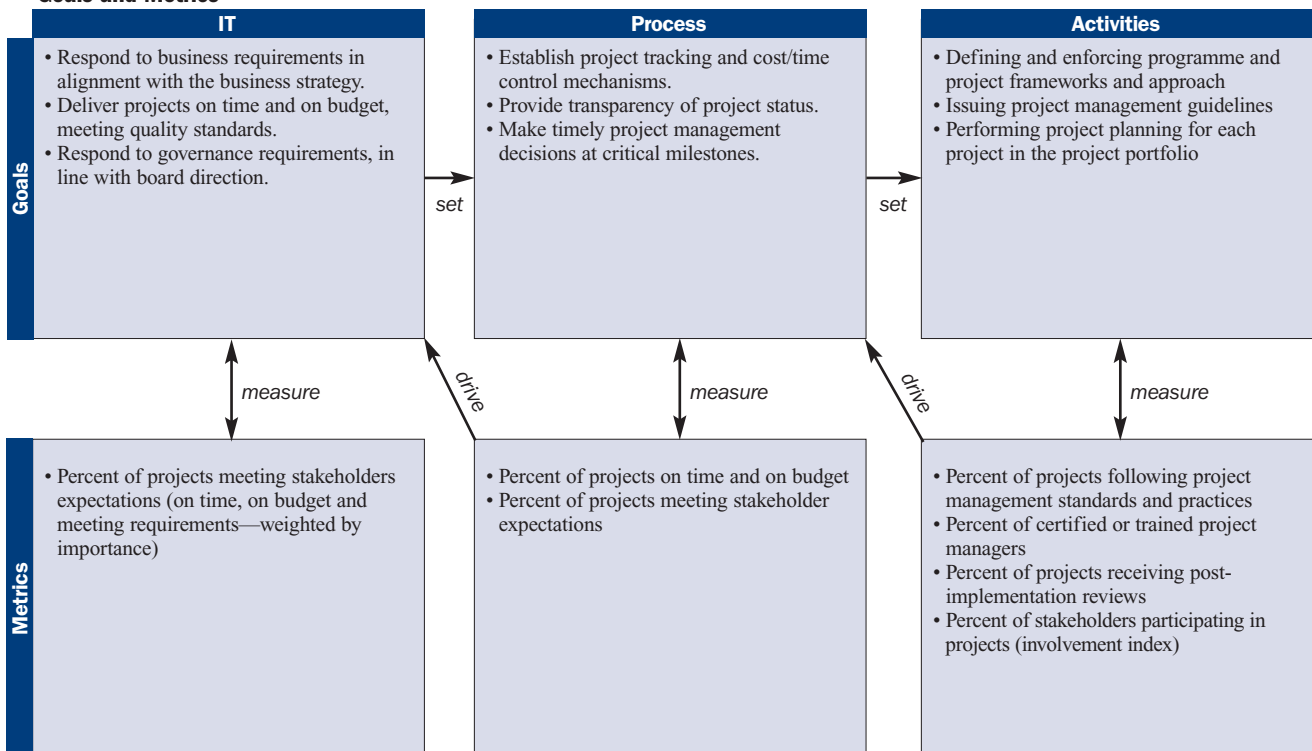 Goals and Metrics
IT
Process
Activities
Goals
• Respond to business requirements in
alignment with the business strategy.
• Deliver projects on time and on budget,
meeting quality standards.
• Respond to governance requirements, in
line with board direction.
set
• Establish project tracking and cost/time
control mechanisms.
• Provide transparency of project status.
• Make timely project management
decisions at critical milestones.
set
• Defining and enforcing programme and
project frameworks and approach
• Issuing project management guidelines
• Performing project planning for each
project in the project portfolio
measure
drive
measure
drive
measure
Metrics
• Percent of projects meeting stakeholders
expectations (on time, on budget and
meeting requirements—weighted by
importance)
• Percent of projects on time and on budget
• Percent of projects meeting stakeholder
expectations
• Percent of projects following project
management standards and practices
• Percent of certified or trained project
managers
• Percent of projects receiving post-
implementation reviews
• Percent of stakeholders participating in
projects (involvement index)